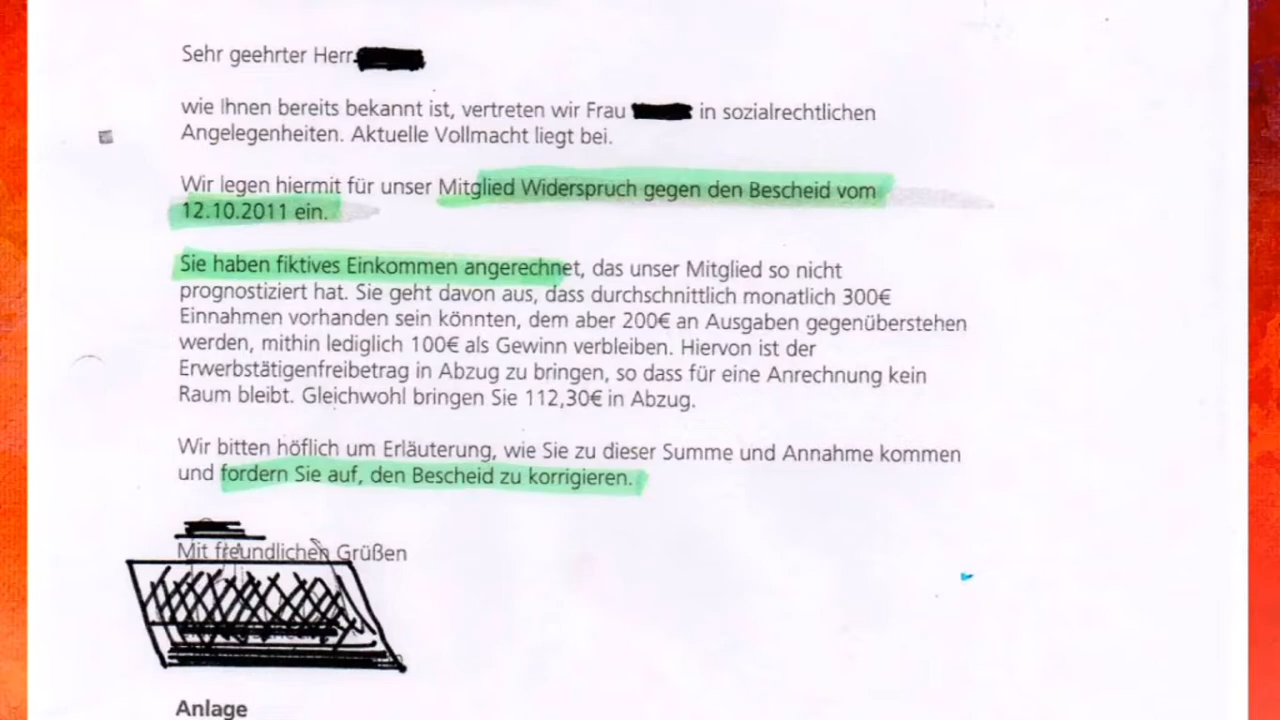 Sehr geehrter Herr
wie Ihnen bereits bekannt ist, vertreten wir Frau in sozialrechtlichen
Angelegenheiten. Aktuelle Vollmacht liegt bei.
Wir legen hiermit für unser Mitglied Widerspruch gegen den Bescheid vom
12.10.2011 ein.
Sie haben fiktives Einkommen angerechnet, das unser Mitglied so nicht
prognostiziert hat. Sie geht davon aus, dass durchschnittlich monatlich 300€
Einnahmen vorhanden sein könnten, dem aber 200€ an Ausgaben gegenüberstehen
werden, mithin lediglich 100€ als Gewinn verbleiben. Hiervon ist der
Erwerbstätigenfreibetrag in Abzug zu bringen, so dass für eine Anrechnung kein
Raum bleibt. Gleichwohl bringen Sie 112,30€ in Abzug.
Wir bitten höflich um Erläuterung, wie Sie zu dieser Summe und Annahme kommen
und fordern Sie auf, den Bescheid zu korrigieren.
Mit freundlichen Grüßen
Anlage